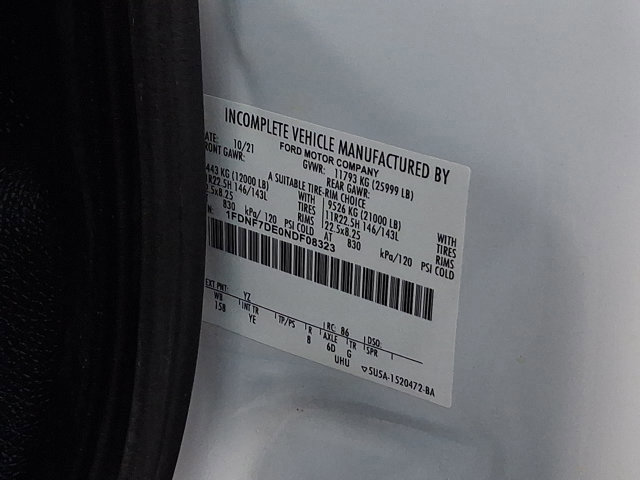 INCOMPLETE VEHICLE MANUFACTURED BY
FORD MOTOR COMPANY
DATE: 10/21 GVWR: 11793 KG (25999 LB)
FRONT GAWR: REAR GAWR:
A SUITABLE TIRE-RIM CHOICE
443 KG (12000 LB) WITH 9526 KG (21000 LB) WITH
1R22.5H 146/143L TIRES 11R22.5H 146/143L TIRES
2.5x8.25 RIMS 22.5x8.25 RIMS
AT 830 kPa/120 PSI COLD AT 830 kPa/120 PSI COLD
1FDNF7DE0NDF08323
EXT PNT: YZ RC: 86 DSO:
WB INT TR TP/PS R AXLE TR SPR
158 YE B 6D G
UHU 5U5A-1520472-BA